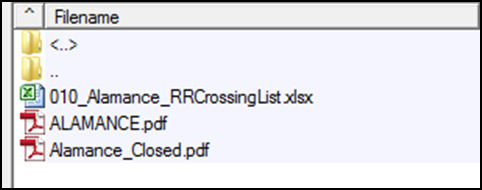 ^ Filename
<..>
..
010_Alamance_RRCrossingList.xlsx
ALAMANCE.pdf
Alamance_Closed.pdf